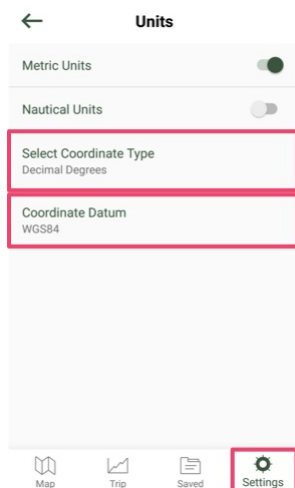 Units
Metric Units
Nautical Units
Select Coordinate Type
Decimal Degrees
Coordinate Datum
WGS84
Map Trip Saved Settings